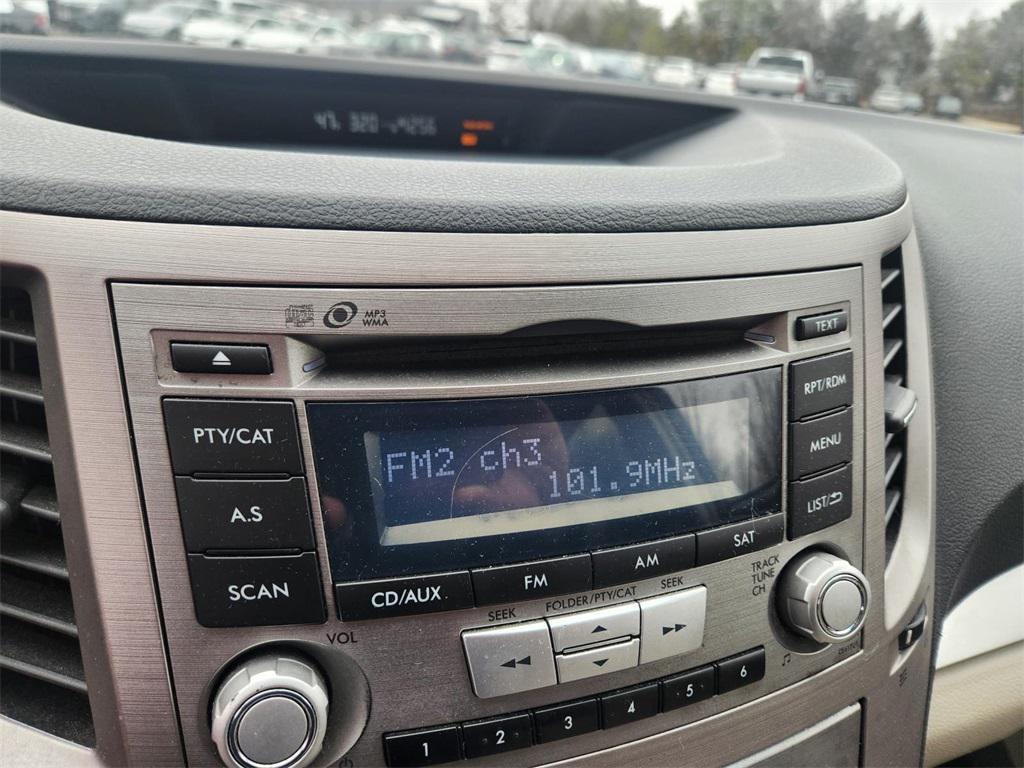 MP3
WMA
TEXT
PTY/CAT
RPT/RDM
A.S
MENU
FM2 ch3
101.9MHz
LIST/
SCAN
CD/AUX
FM
AM
SAT
VOL
SEEK
FOLDER/PTY/CAT
SEEK
TRACK
TUNE
CH
1
2
3
4
5
6